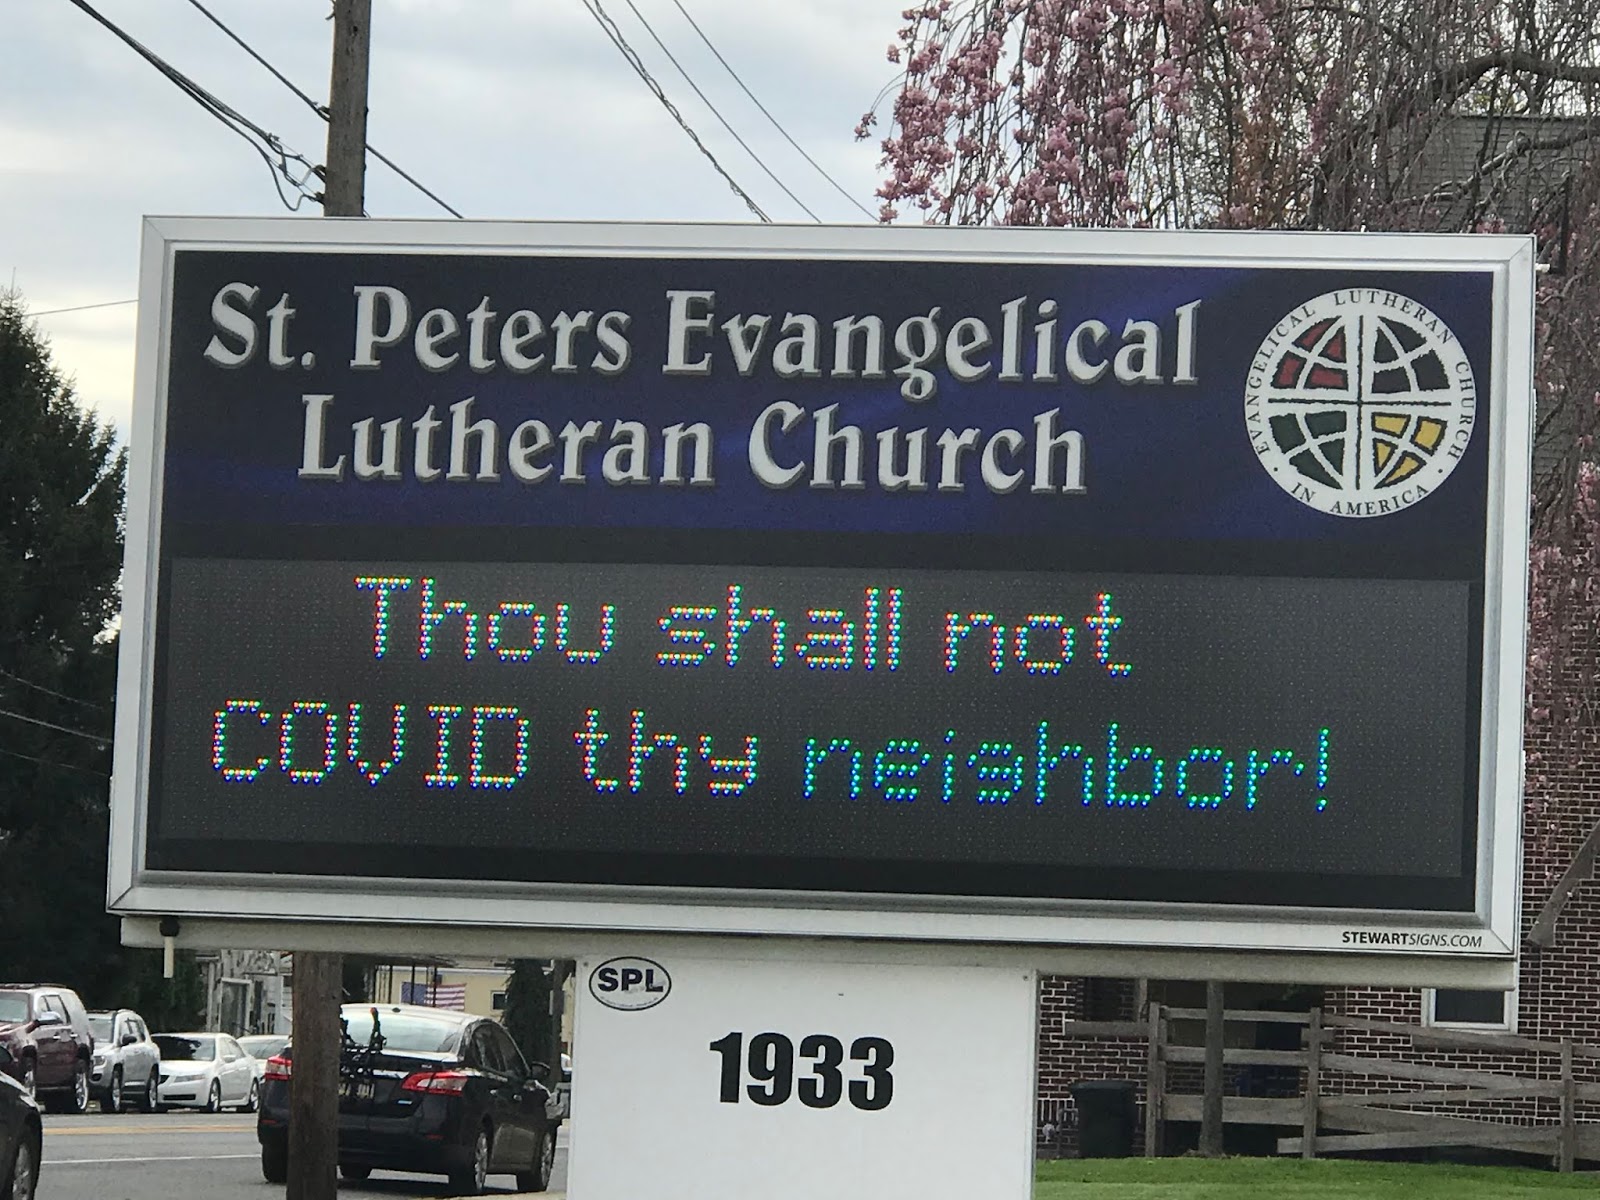 St. Peters Evangelical
Lutheran Church
EVANGELICAL LUTHERAN CHURCH
IN AMERICA
Thou shall not
COVID thy neighbor!
STEWARTSIGNS.COM
SPL
1933